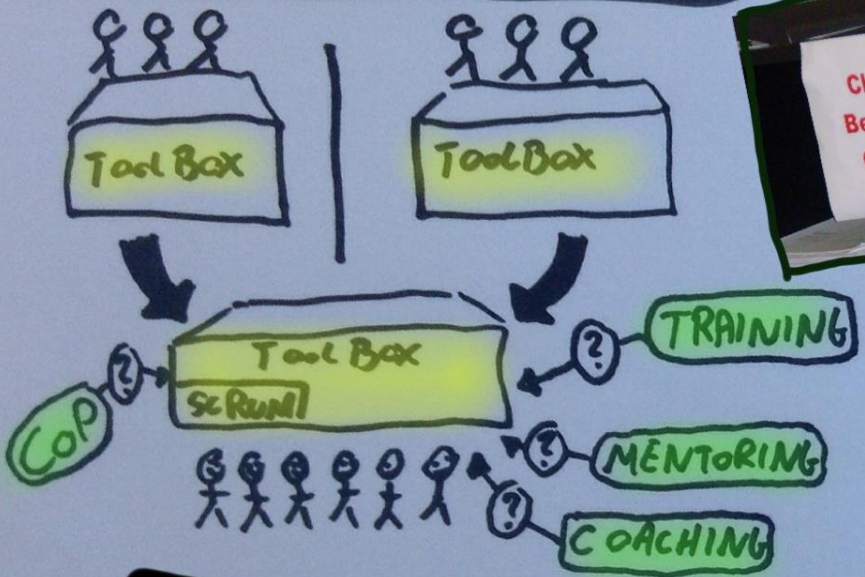 ToolBox
ToolBox
ToolBox
SCRUM
?
?
?
?
CoP
TRAINING
MENTORING
COACHING